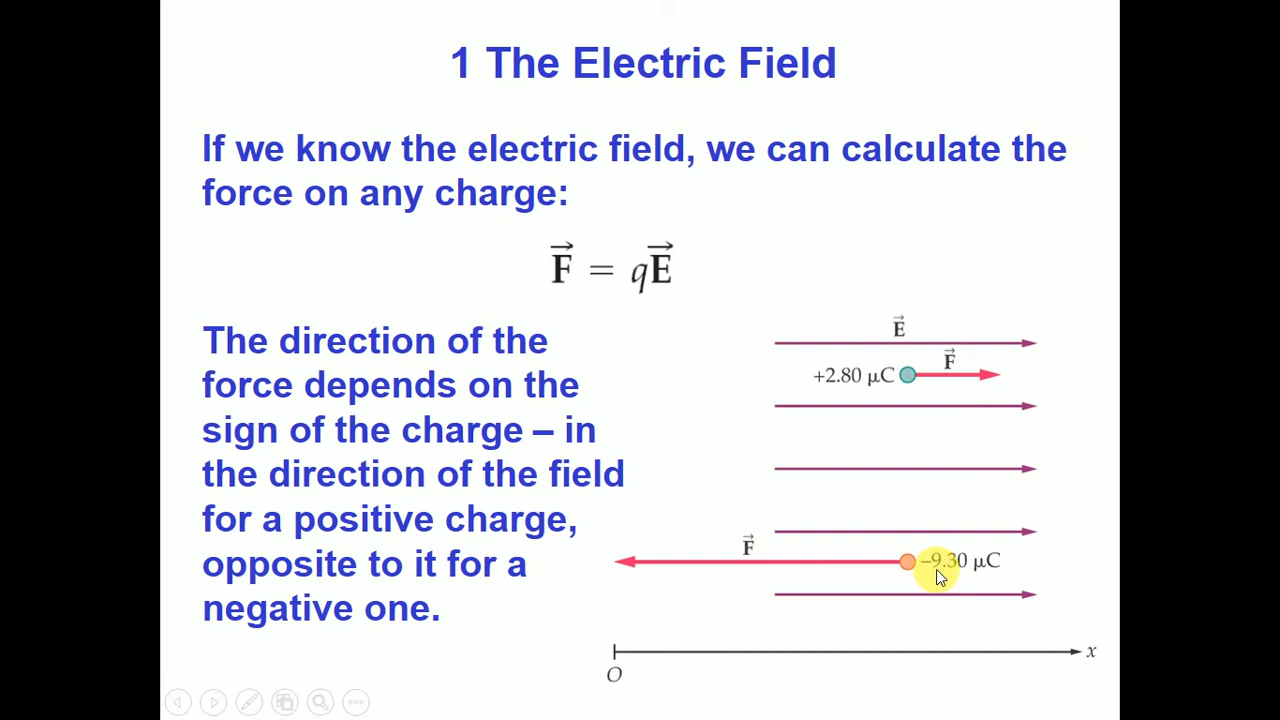 1 The Electric Field
If we know the electric field, we can calculate the
force on any charge:
F⃗ = qE⃗
The direction of the
force depends on the
sign of the charge – in
the direction of the field
for a positive charge,
opposite to it for a
negative one.
E⃗
F⃗
+2.80 μC
F⃗
−9.30 μC
O
x